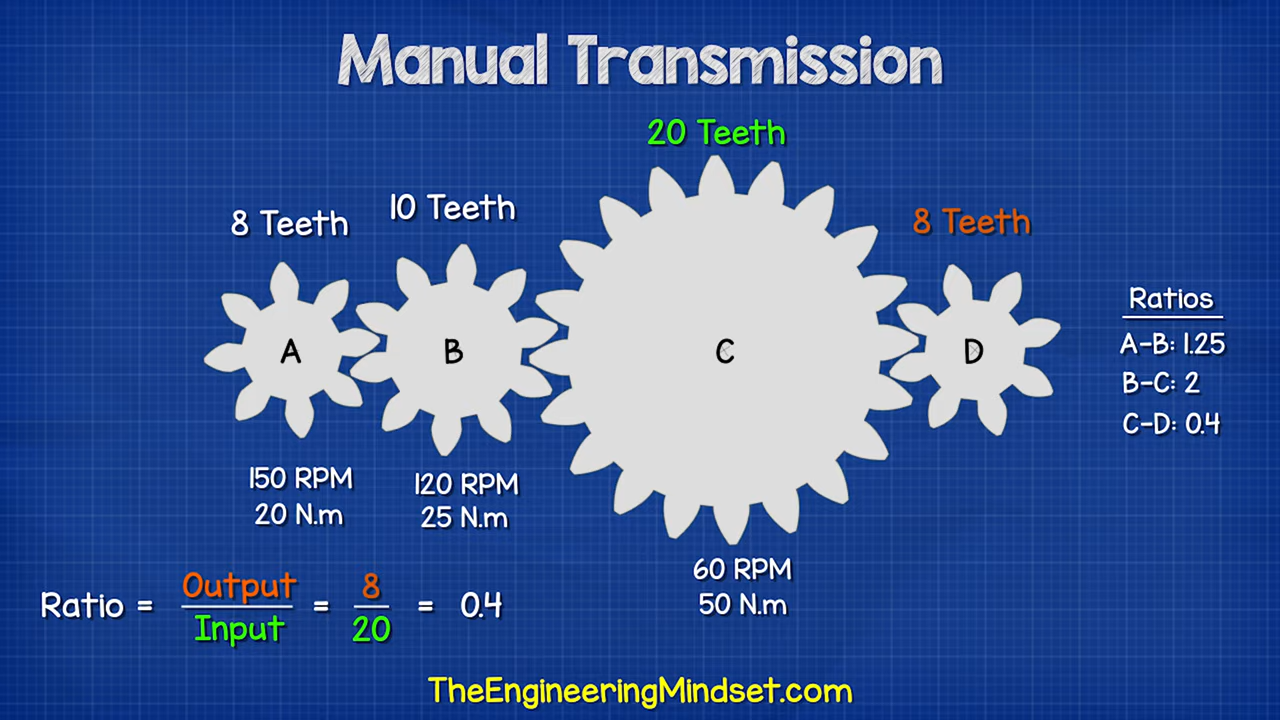 Manual Transmission
20 Teeth
8 Teeth
10 Teeth
8 Teeth
A
B
C
D
Ratios
A-B: 1.25
B-C: 2
C-D: 0.4
150 RPM
20 N.m
120 RPM
25 N.m
60 RPM
50 N.m
Ratio = Output / Input = 8 / 20 = 0.4
TheEngineeringMindset.com